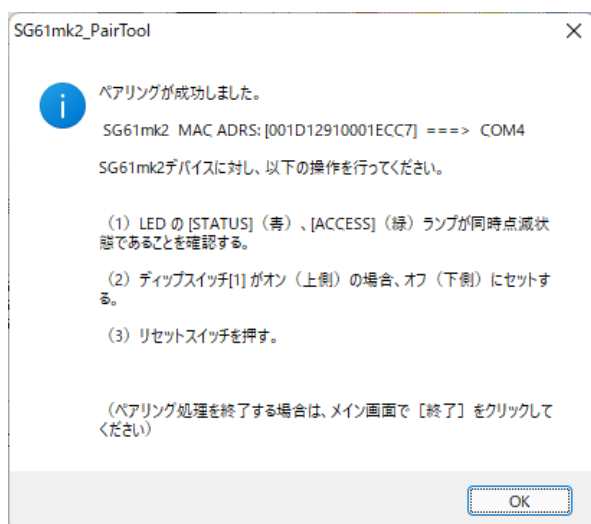 SG61mk2_PairTool
ペアリングが成功しました。
SG61mk2 MAC ADRS: [001D12910001ECC7] ===> COM4
SG61mk2デバイスに対し、以下の操作を行ってください。
（1）LED の [STATUS]（青）、[ACCESS]（緑）ランプが同時点滅状
態であることを確認する。
（2）ディップスイッチ[1] がオン（上側）の場合、オフ（下側）にセットす
る。
（3）リセットスイッチを押す。
（ペアリング処理を終了する場合は、メイン画面で［終了］をクリックして
ください）
OK